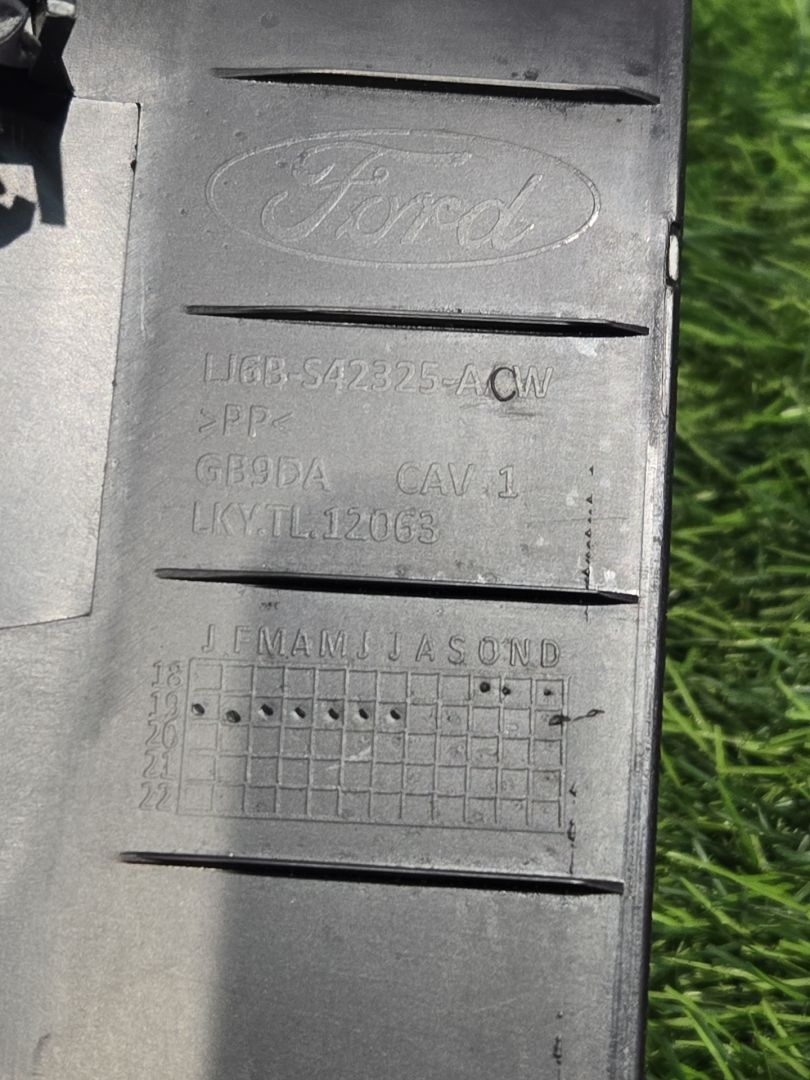 Ford
LJ6B-S42325-ACW
>PP<
GB9DA CAV.1
LKY.TL.12063
J F M A M J J A S O N D
18
19
20
21
22